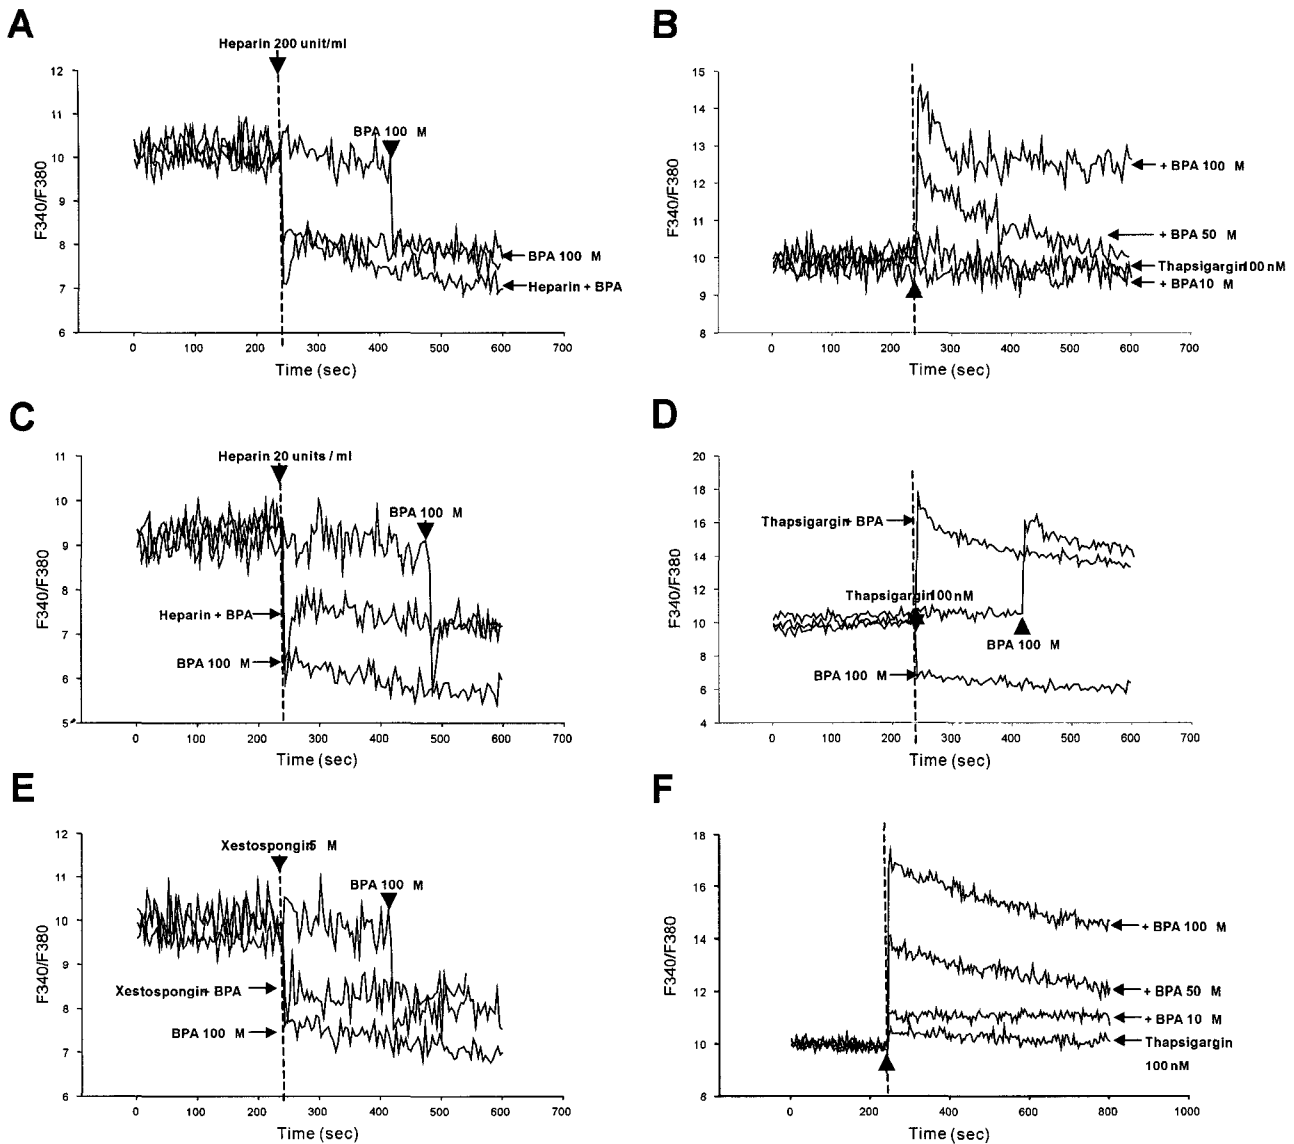 A
Heparin 200 unit/ml
BPA 100 M
BPA 100 M
Heparin + BPA
F340/F380
12
11
10
9
8
7
6
0 100 200 300 400 500 600 700
Time (sec)
B
+ BPA 100 M
+ BPA 50 M
Thapsigargin100 nM
+ BPA10 M
F340/F380
15
14
13
12
11
10
9
8
0 100 200 300 400 500 600 700
Time (sec)
C
Heparin 20 units / ml
BPA 100 M
Heparin + BPA
BPA 100 M
F340/F380
11
10
9
8
7
6
5
0 100 200 300 400 500 600 700
Time (sec)
D
Thapsigargin+ BPA
Thapsigargin100 nM
BPA 100 M
BPA 100 M
F340/F380
20
18
16
14
12
10
8
6
4
0 100 200 300 400 500 600 700
Time (sec)
E
Xestospongin5 M
BPA 100 M
Xestospongin+ BPA
BPA 100 M
F340/F380
12
11
10
9
8
7
6
0 100 200 300 400 500 600 700
Time (sec)
F
+ BPA 100 M
+ BPA 50 M
+ BPA 10 M
Thapsigargin
100 nM
F340/F380
18
16
14
12
10
8
0 200 400 600 800 1000
Time (sec)